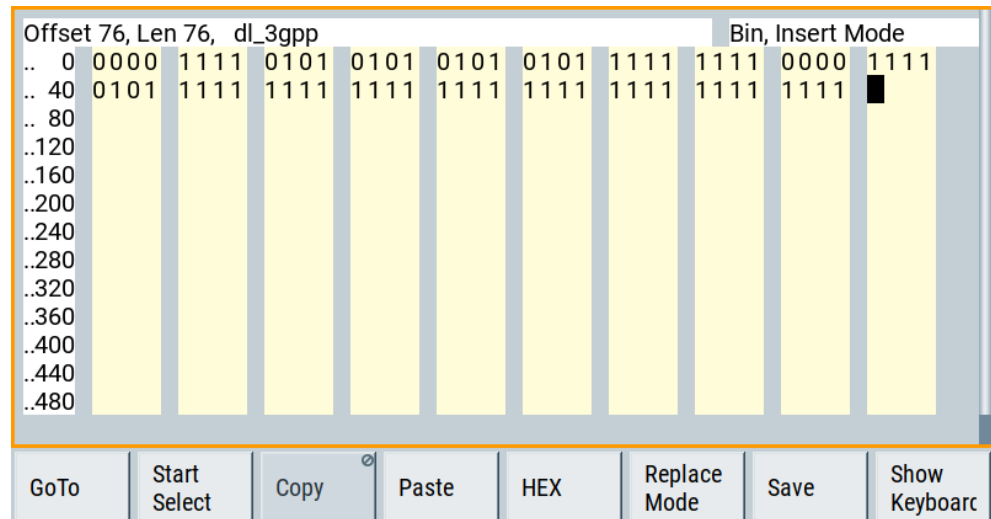 Offset 76, Len 76, dl_3gpp Bin, Insert Mode
.. 0 0000 1111 0101 0101 0101 0101 1111 1111 0000 1111
.. 40 0101 1111 1111 1111 1111 1111 1111 1111 1111
.. 80
..120
..160
..200
..240
..280
..320
..360
..400
..440
..480
GoTo
Start
Select
Copy
Paste
HEX
Replace
Mode
Save
Show
Keyboarc